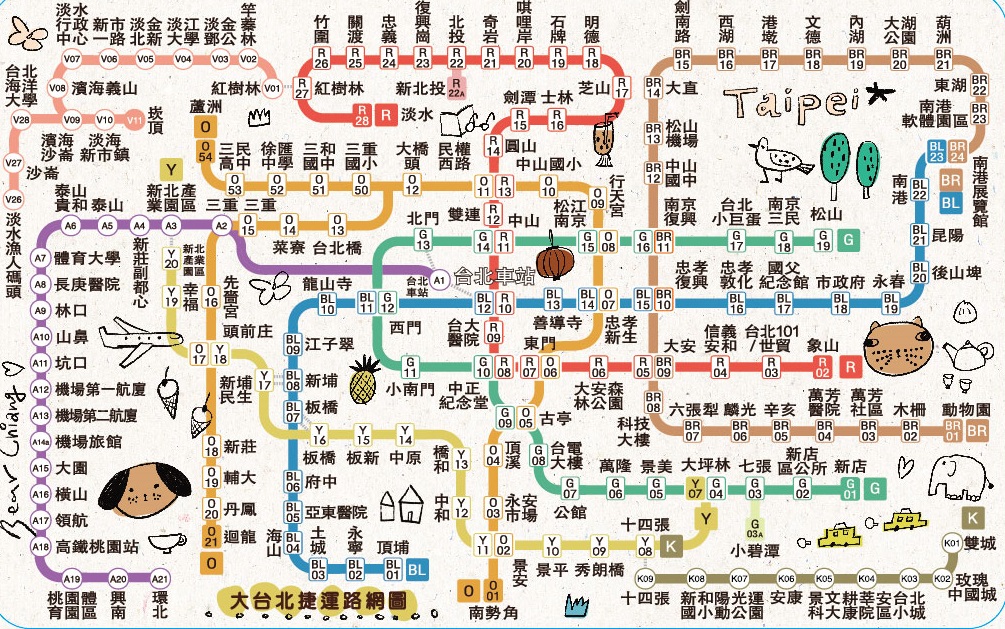 大台北捷運路網圖
Taipei
Bear Chiang
淡水行政中心 V07
新市一路 V06
淡金北新 V05
淡江大學 V04
淡金鄧公 V03
竿蓁林 V02
紅樹林 V01
V08 濱海義山
台北海洋大學 V28
濱海沙崙 V09
淡海新市鎮 V10
V11 崁頂
V27 沙崙
V26 淡水漁人碼頭
竹圍 R26
關渡 R25
忠義 R24
復興崗 R23
北投 R22
奇岩 R21
唭哩岸 R20
石牌 R19
明德 R18
R27 紅樹林
新北投 R22A
芝山 R17
R28 R 淡水
劍潭 R15
士林 R16
R14 圓山
劍南路 BR15
西湖 BR16
港墘 BR17
文德 BR18
內湖 BR19
大湖公園 BR20
葫洲 BR21
東湖 BR22
南港軟體園區 BR23
BR14 大直
BR13 松山機場
BR12 中山國中
BL23 BR24
BR
BL
南港展覽館
蘆洲
O
O54
三民高中 O53
徐匯中學 O52
三和國中 O51
三重國小 O50
大橋頭 O12
民權西路 O11 R13
中山國小 O10
行天宮 O09
Y
新北產業園區
泰山貴和 A6
泰山 A5
A4 新莊副都心
A3
三重 A2
三重 O15
菜寮 O14
台北橋 O13
A7 體育大學
A8 長庚醫院
A9 林口
A10 山鼻
A11 坑口
A12 機場第一航廈
A13 機場第二航廈
A14a 機場旅館
A15 大園
A16 橫山
A17 領航
A18 高鐵桃園站
A19 桃園體育園區
A20 興南
A21 環北
Y20 新北產業園區
Y19 幸福
O16 先嗇宮
頭前庄
O17 Y18
新埔民生 Y17
O18 新莊
O19 輔大
O20 丹鳳
O21 迴龍
O
北門 G13
雙連 R12
中山 G14 R11
松江南京 G15 O08
南京復興 G16 BR11
台北小巨蛋 G17
南京三民 G18
松山 G19 G
台北車站 A1
台北車站
BL12 R10
龍山寺 BL10
BL11 G12 西門
BL13 善導寺
BL14 O07 忠孝新生
忠孝復興 BL15 BR10
忠孝敦化 BL16
國父紀念館 BL17
市政府 BL18
永春 BL19
後山埤 BL20
昆陽 BL21
南港 BL22
台大醫院 R09
BL09 江子翠
BL08 新埔
BL07 板橋
BL06 府中
BL05 亞東醫院
BL04 海山
土城 BL03
永寧 BL02
頂埔 BL01 BL
G11 小南門
G10 R08 中正紀念堂
東門 R07 O06
R06 大安森林公園
R05 BR09 大安
信義安和 R04
台北101/世貿 R03
象山 R02 R
BR08 科技大樓
六張犁 BR07
麟光 BR06
辛亥 BR05
萬芳醫院 BR04
萬芳社區 BR03
木柵 BR02
動物園 BR01 BR
G09 O05 古亭
G08 台電大樓
G07 公館
萬隆 G06
景美 G05
大坪林 Y07 G04
七張 G03
新店區公所 G02
新店 G01 G
G03A 小碧潭
Y
Y16 板橋
Y15 板新
Y14 中原
橋和 Y13
中和 Y12
Y11 O02 景安
O04 頂溪
O03 永安市場
O O01 南勢角
Y10 景平
Y09 秀朗橋
十四張 Y08 K
K09 十四張
K08 新和國小
K07 陽光運動公園
K06 安康
K05 景文科大
K04 耕莘安康院區
K03 台北小城
K02 玫瑰中國城
K01 雙城
K